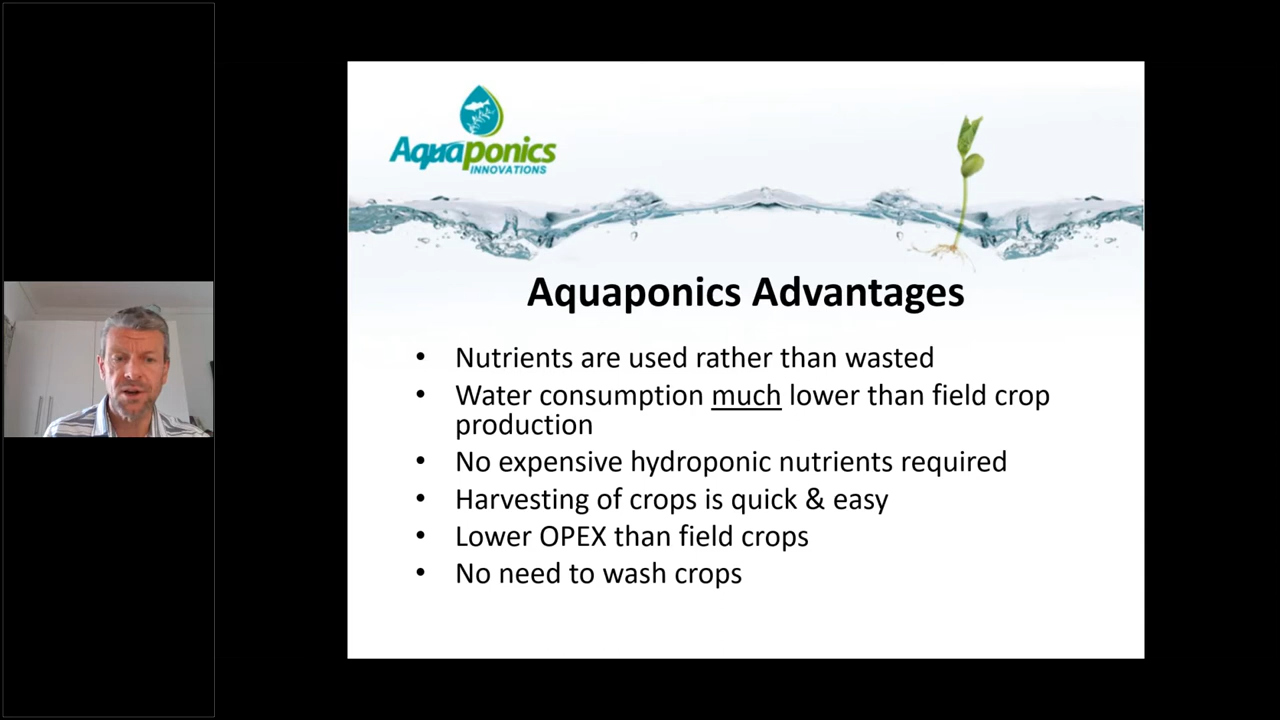 Aquaponics
INNOVATIONS
Aquaponics Advantages
• Nutrients are used rather than wasted
• Water consumption much lower than field crop
production
• No expensive hydroponic nutrients required
• Harvesting of crops is quick & easy
• Lower OPEX than field crops
• No need to wash crops